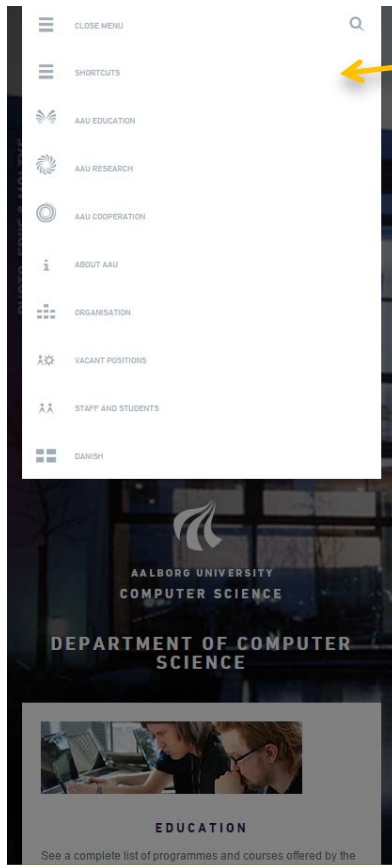 CLOSE MENU
SHORTCUTS
AAU EDUCATION
AAU RESEARCH
AAU COOPERATION
ABOUT AAU
ORGANISATION
VACANT POSITIONS
STAFF AND STUDENTS
DANISH
AALBORG UNIVERSITY
COMPUTER SCIENCE
DEPARTMENT OF COMPUTER
SCIENCE
EDUCATION
See a complete list of programmes and courses offered by the